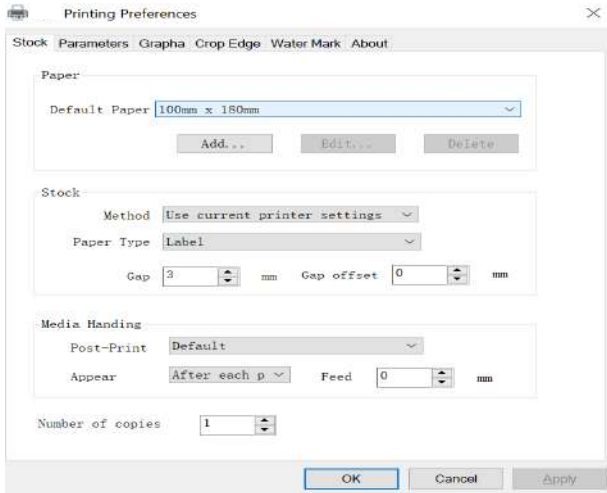 Printing Preferences
Stock Parameters Grapha Crop Edge Water Mark About
Paper
Default Paper 100mm x 180mm
Add... Edit... Delete
Stock
Method Use current printer settings
Paper Type Label
Gap 3 mm Gap offset 0 mm
Media Handing
Post-Print Default
Appear After each p Feed 0 mm
Number of copies 1
OK Cancel Apply